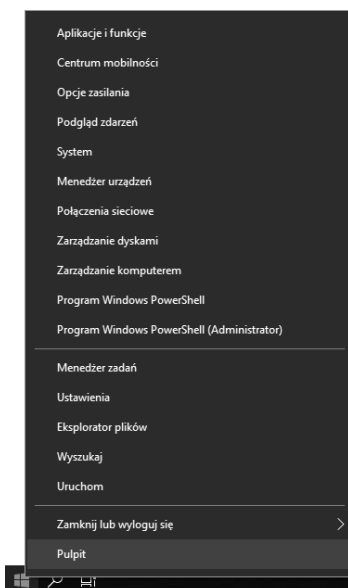 Aplikacje i funkcje
Centrum mobilności
Opcje zasilania
Podgląd zdarzeń
System
Menedżer urządzeń
Połączenia sieciowe
Zarządzanie dyskami
Zarządzanie komputerem
Program Windows PowerShell
Program Windows PowerShell (Administrator)
Menedżer zadań
Ustawienia
Eksplorator plików
Wyszukaj
Uruchom
Zamknij lub wyloguj się
Pulpit